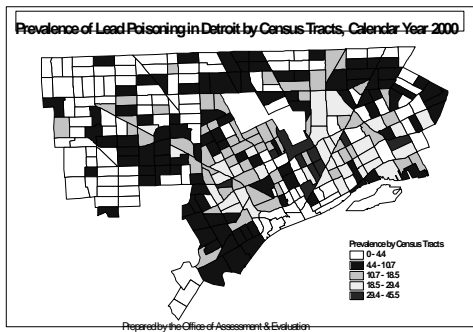 Prevalence of Lead Poisoning in Detroit by Census Tracts, Calendar Year 2000
Prevalence by Census Tracts
0 - 4.4
4.4 - 10.7
10.7 - 18.5
18.5 - 29.4
29.4 - 45.5
Prepared by the Office of Assessment & Evaluation